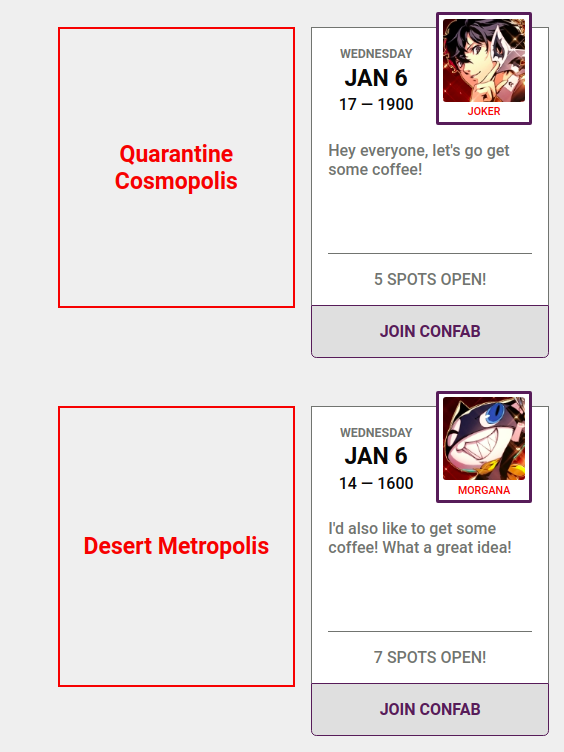 Quarantine
Cosmopolis
WEDNESDAY
JAN 6
17 — 1900
JOKER
Hey everyone, let's go get
some coffee!
5 SPOTS OPEN!
JOIN CONFAB
Desert Metropolis
WEDNESDAY
JAN 6
14 — 1600
MORGANA
I'd also like to get some
coffee! What a great idea!
7 SPOTS OPEN!
JOIN CONFAB